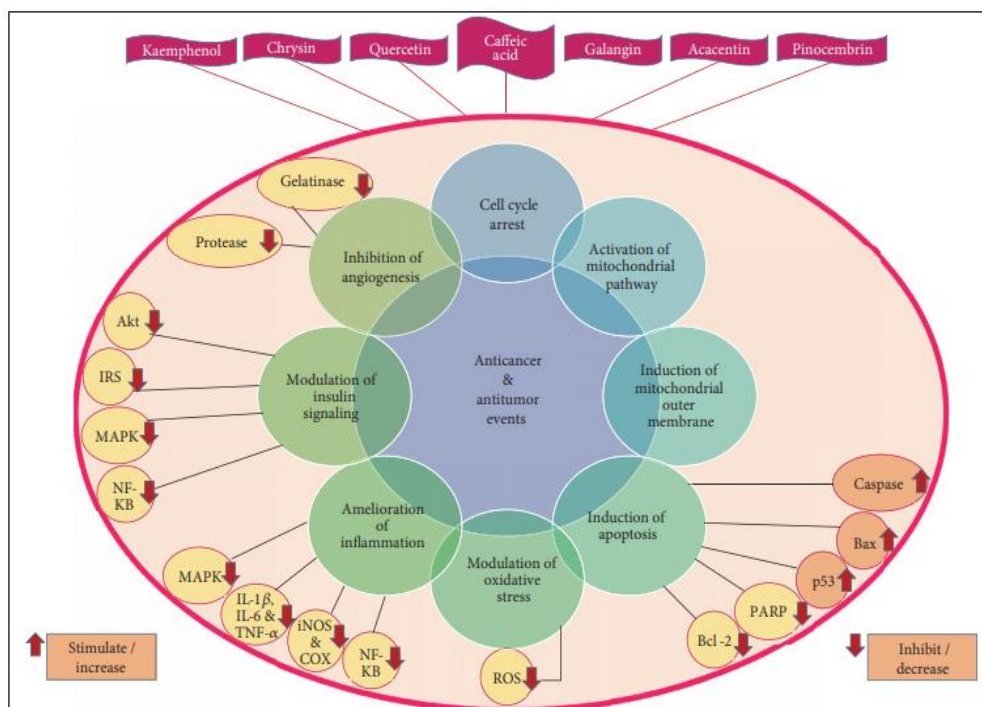 Kaemphenol
Chrysin
Quercetin
Caffeic
acid
Galangin
Acacentin
Pinocembrin
Gelatinase
Protease
Akt
IRS
MAPK
NF-
KB
MAPK
IL-1β,
IL-6 &
TNF-α
iNOS
&
COX
NF-
KB
ROS
Bcl -2
PARP
p53
Bax
Caspase
Cell cycle
arrest
Activation of
mitochondrial
pathway
Induction of
mitochondrial
outer
membrane
Induction of
apoptosis
Modulation of
oxidative
stress
Amelioration
of
inflammation
Modulation of
insulin
signaling
Inhibition of
angiogenesis
Anticancer
&
antitumor
events
Stimulate /
increase
Inhibit /
decrease